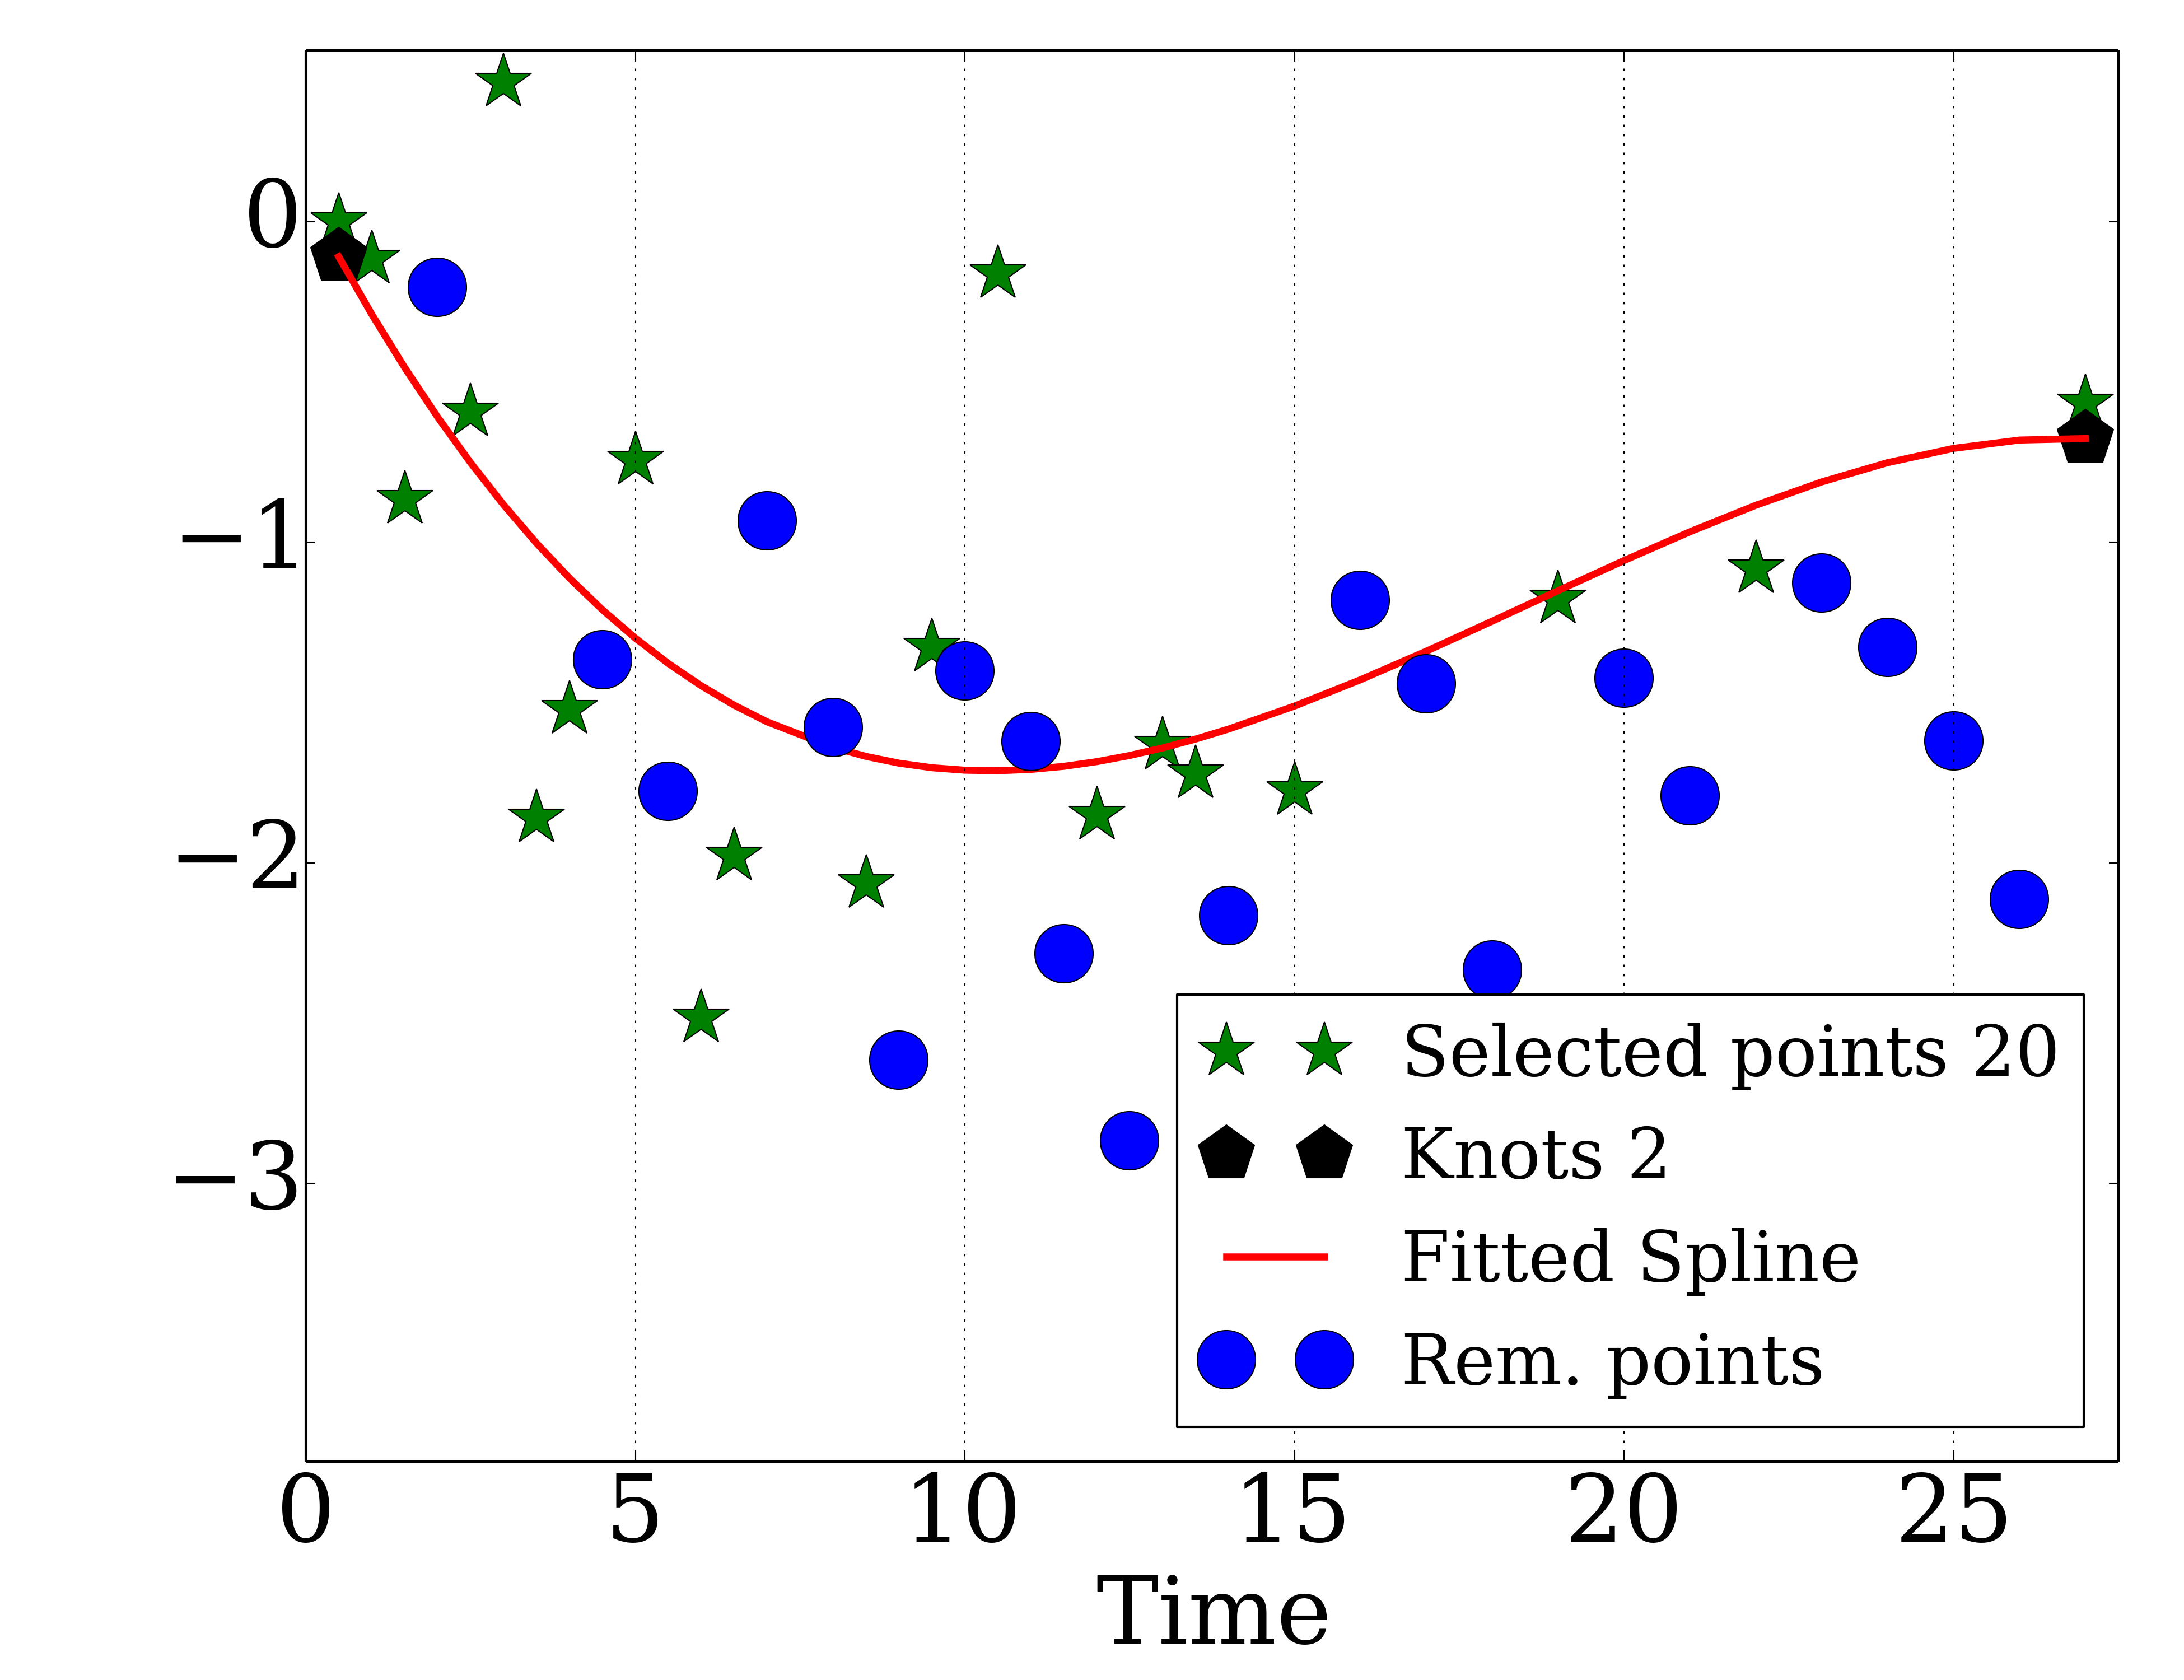 0
−1
−2
−3
Selected points 20
Knots 2
Fitted Spline
Rem. points
0 5 10 15 20 25
Time